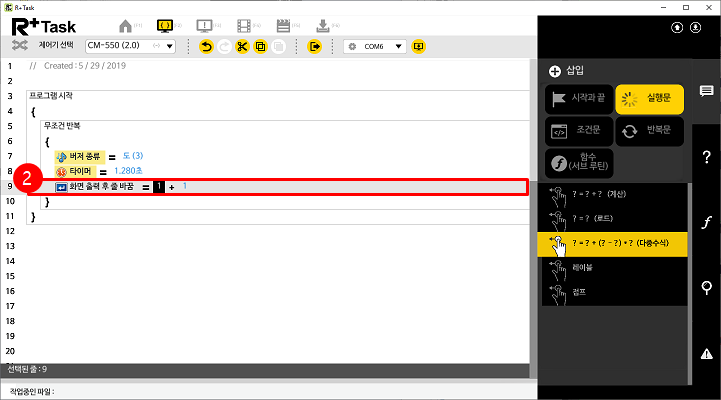 R+Task
R+Task
(F1)
(F2)
(F3)
(F4)
(F5)
(F6)
제어기 선택
CM-550 (2.0)
COM6
1 // Created : 5 / 29 / 2019
2
3 프로그램 시작
4 {
5 무조건 반복
6 {
7 버저 종류 = 도 (3)
8 타이머 = 1.280초
2
9 화면 출력 후 줄 바꿈 = 1 + 1
10 }
11 }
12
13
14
15
16
17
18
19
20
선택된 줄 : 9
작업중인 파일 :
삽입
시작과 끝
실행문
조건문
반복문
함수
(서브 루틴)
? = ? + ? (계산)
? = ? (로드)
? = ? + (? - ?) * ? (다중수식)
레이블
점프